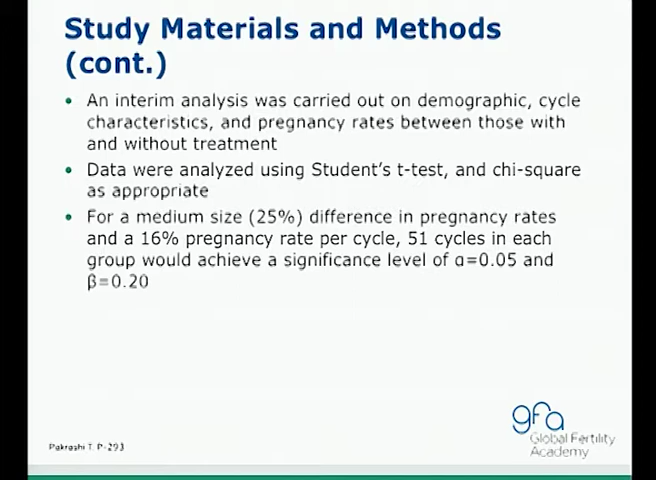 Study Materials and Methods
(cont.)
• An interim analysis was carried out on demographic, cycle
characteristics, and pregnancy rates between those with
and without treatment
• Data were analyzed using Student's t-test, and chi-square
as appropriate
• For a medium size (25%) difference in pregnancy rates
and a 16% pregnancy rate per cycle, 51 cycles in each
group would achieve a significance level of α=0.05 and
β=0.20
gfa
Global Fertility
Academy
Pakrashi T. P-293